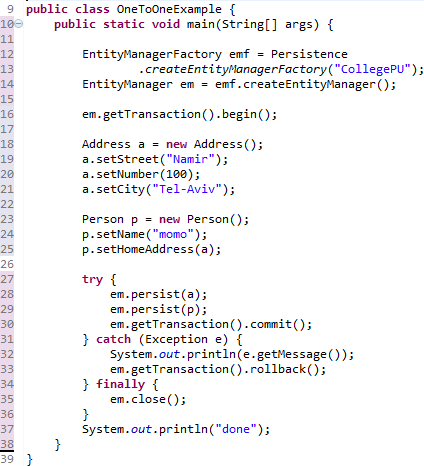 9 public class OneToOneExample {
10 public static void main(String[] args) {
11
12 EntityManagerFactory emf = Persistence
13 .createEntityManagerFactory("CollegePU");
14 EntityManager em = emf.createEntityManager();
15
16 em.getTransaction().begin();
17
18 Address a = new Address();
19 a.setStreet("Namir");
20 a.setNumber(100);
21 a.setCity("Tel-Aviv");
22
23 Person p = new Person();
24 p.setName("momo");
25 p.setHomeAddress(a);
26
27 try {
28 em.persist(a);
29 em.persist(p);
30 em.getTransaction().commit();
31 } catch (Exception e) {
32 System.out.println(e.getMessage());
33 em.getTransaction().rollback();
34 } finally {
35 em.close();
36 }
37 System.out.println("done");
38 }
39 }